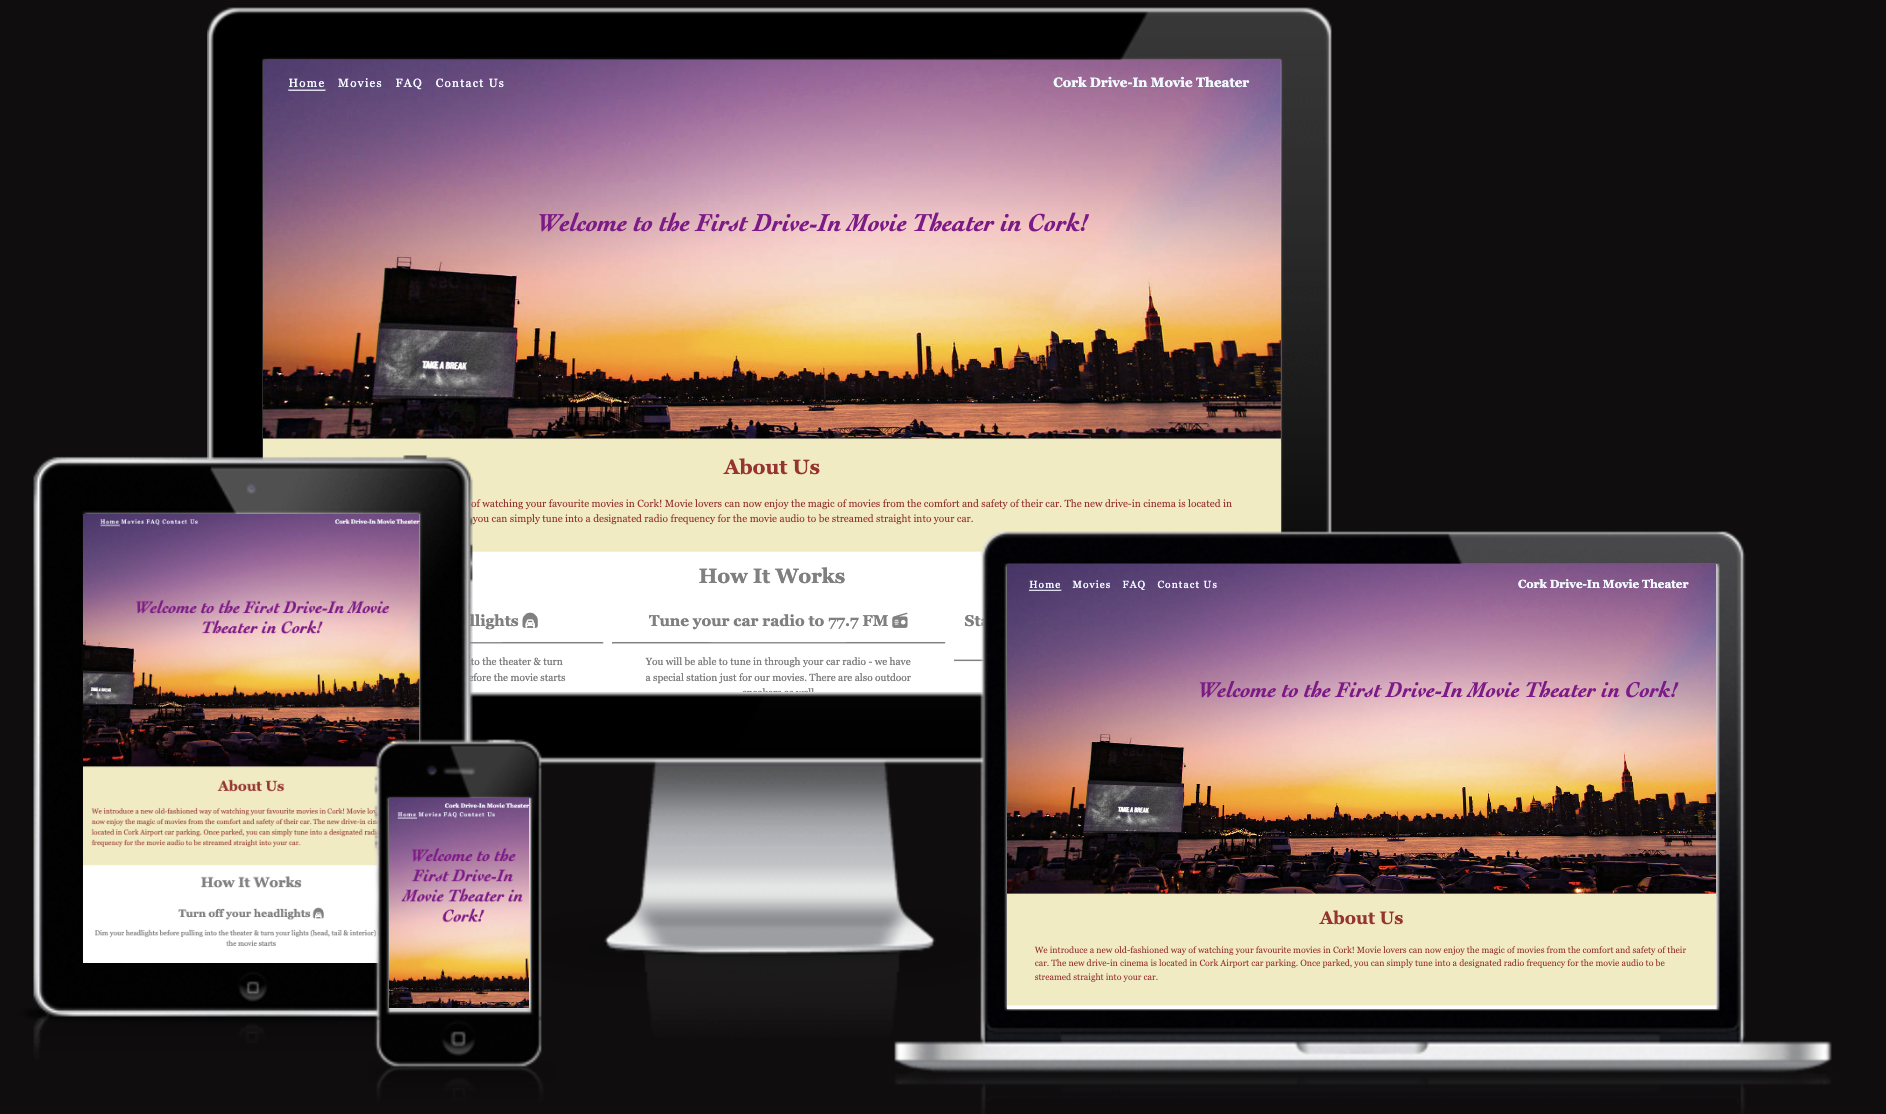 Home Movies FAQ Contact Us
Cork Drive-In Movie Theater
Welcome to the First Drive-In Movie Theater in Cork!
TAKE A BREAK
About Us
of watching your favourite movies in Cork! Movie lovers can now enjoy the magic of movies from the comfort and safety of their car. The new drive-in cinema is located in
you can simply tune into a designated radio frequency for the movie audio to be streamed straight into your car.
How It Works
llights
Tune your car radio to 77.7 FM
Sta
to the theater & turn
efore the movie starts
You will be able to tune in through your car radio - we have
a special station just for our movies. There are also outdoor
speakers as well
Home Movies FAQ Contact Us
Cork Drive-In Movie Theater
Welcome to the First Drive-In Movie
Theater in Cork!
TAKE A BREAK
About Us
We introduce a new old-fashioned way of watching your favourite movies in Cork! Movie lov
now enjoy the magic of movies from the comfort and safety of their car. The new drive-in cin
located in Cork Airport car parking. Once parked, you can simply tune into a designated radi
frequency for the movie audio to be streamed straight into your car.
How It Works
Turn off your headlights
Dim your headlights before pulling into the theater & turn your lights (head, tail & interior)
the movie starts
Cork Drive-In Movie Theater
Home Movies FAQ Contact Us
Welcome to the
First Drive-In
Movie Theater in
Cork!
Home Movies FAQ Contact Us
Cork Drive-In Movie Theater
Welcome to the First Drive-In Movie Theater in Cork!
TAKE A BREAK
About Us
We introduce a new old-fashioned way of watching your favourite movies in Cork! Movie lovers can now enjoy the magic of movies from the comfort and safety of their
car. The new drive-in cinema is located in Cork Airport car parking. Once parked, you can simply tune into a designated radio frequency for the movie audio to be
streamed straight into your car.